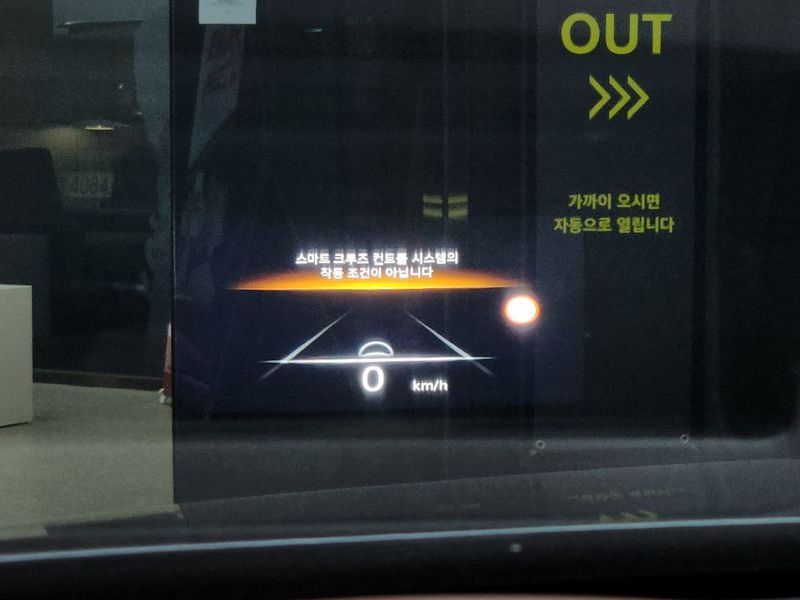 OUT
가까이 오시면
자동으로 열립니다
스마트 크루즈 컨트롤 시스템의
작동 조건이 아닙니다
0 km/h